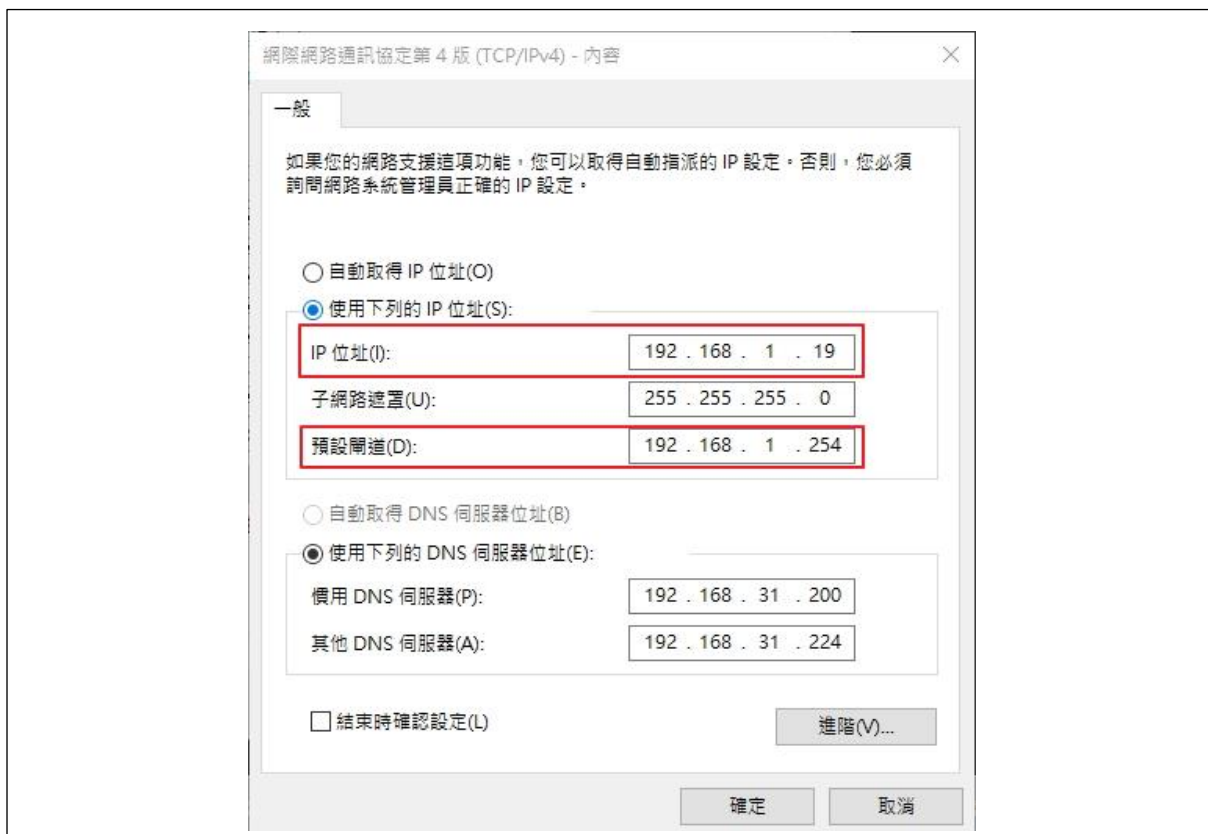 網際網路通訊協定第 4 版 (TCP/IPv4) - 內容
一般
如果您的網路支援這項功能，您可以取得自動指派的 IP 設定。否則，您必須
詢問網路系統管理員正確的 IP 設定。
自動取得 IP 位址(O)
使用下列的 IP 位址(S):
IP 位址(I): 192 . 168 . 1 . 19
子網路遮罩(U): 255 . 255 . 255 . 0
預設閘道(D): 192 . 168 . 1 . 254
自動取得 DNS 伺服器位址(B)
使用下列的 DNS 伺服器位址(E):
慣用 DNS 伺服器(P): 192 . 168 . 31 . 200
其他 DNS 伺服器(A): 192 . 168 . 31 . 224
結束時確認設定(L)
進階(V)...
確定 取消